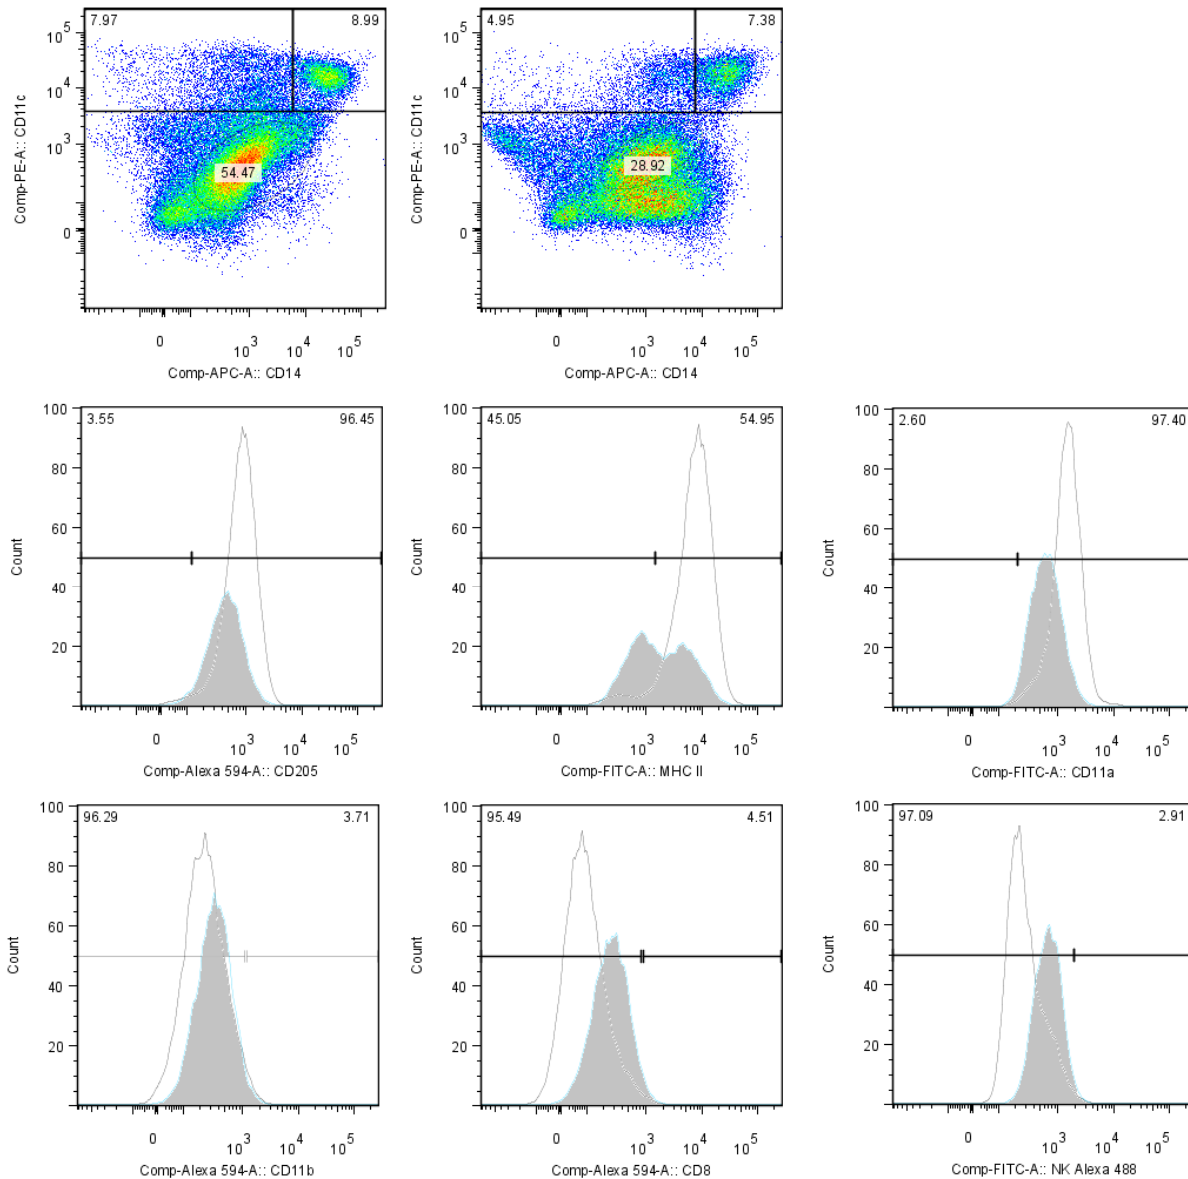 7.97 8.99
10^5
10^4
10^3
0
54.47
Comp-PE-A:: CD11c
0 10^3 10^4 10^5
Comp-APC-A:: CD14
4.95 7.38
10^5
10^4
10^3
0
28.92
Comp-PE-A:: CD11c
0 10^3 10^4 10^5
Comp-APC-A:: CD14
100
3.55 96.45
80
60
40
20
Count
0 10^3 10^4 10^5
Comp-Alexa 594-A:: CD205
100
45.05 54.95
80
60
40
20
Count
0 10^3 10^4 10^5
Comp-FITC-A:: MHC II
100
2.60 97.40
80
60
40
20
Count
0 10^3 10^4 10^5
Comp-FITC-A:: CD11a
100
96.29 3.71
80
60
40
20
Count
0 10^3 10^4 10^5
Comp-Alexa 594-A:: CD11b
100
95.49 4.51
80
60
40
20
Count
0 10^3 10^4 10^5
Comp-Alexa 594-A:: CD8
100
97.09 2.91
80
60
40
20
Count
0 10^3 10^4 10^5
Comp-FITC-A:: NK Alexa 488